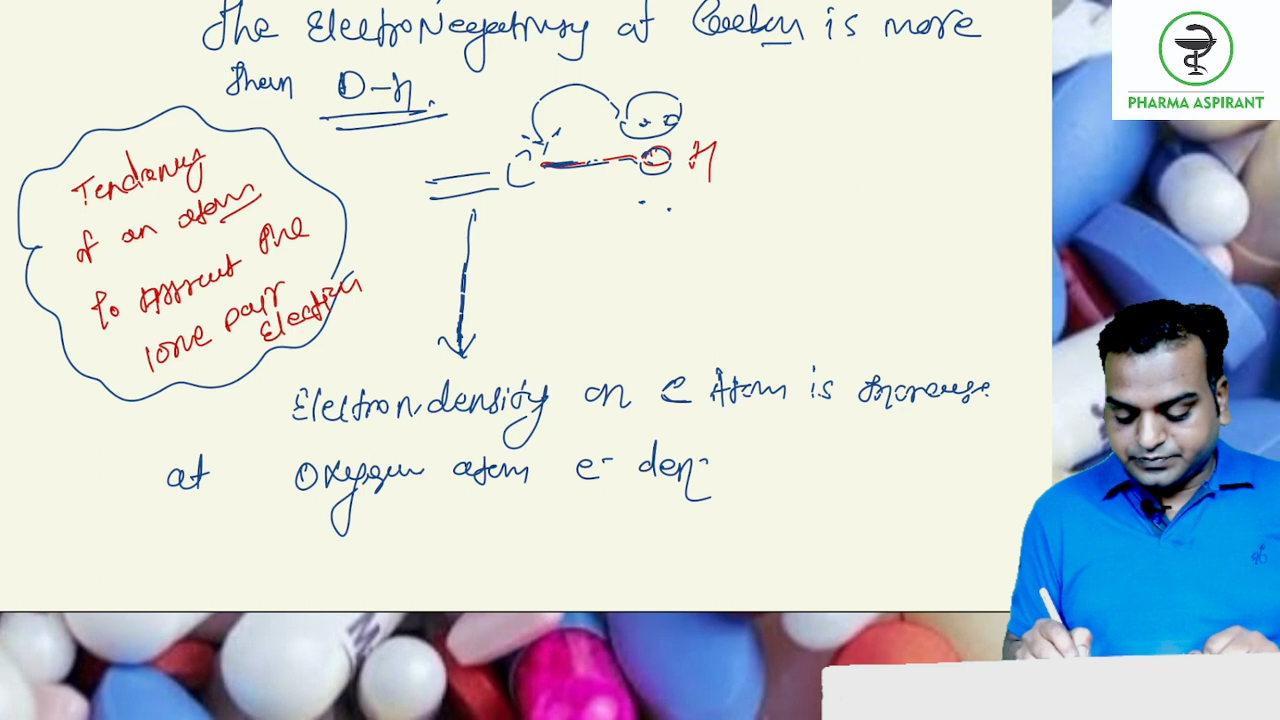 The Electronegativity at Carbon is more
than O-H.
Tendency
of an atom
to Attract the
lone pair
Electron
C O H
Electron density on C Atom is increase.
at oxygen atom e- den
PHARMA ASPIRANT